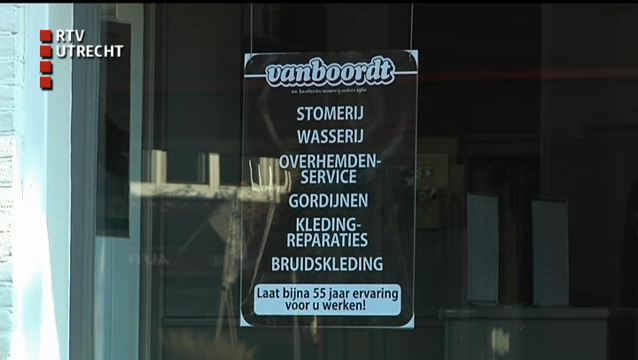 RTV
UTRECHT
vanboordt
STOMERIJ
WASSERIJ
OVERHEMDEN-
SERVICE
GORDIJNEN
KLEDING-
REPARATIES
BRUIDSKLEDING
Laat bijna 55 jaar ervaring
voor u werken!